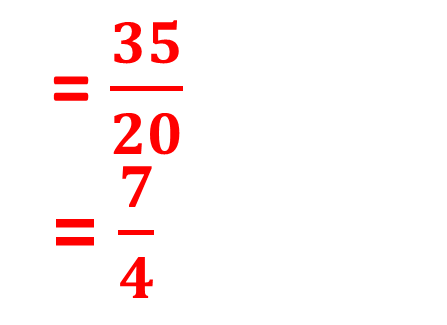 = 35/20
= 7/4